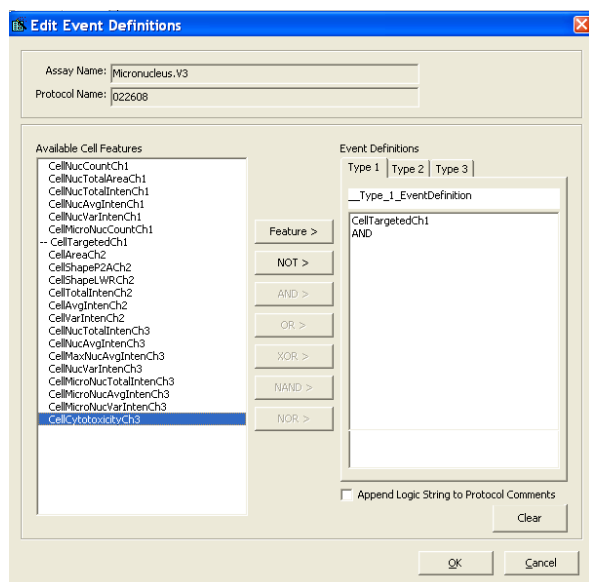 Edit Event Definitions
Assay Name: Micronucleus.V3
Protocol Name: 022608
Available Cell Features
CellNucCountCh1
CellNucTotalAreaCh1
CellNucTotalIntenCh1
CellNucAvgIntenCh1
CellNucVarIntenCh1
CellMicroNucCountCh1
-- CellTargetedCh1
CellAreaCh2
CellShapeP2ACh2
CellShapeLWRCh2
CellTotalIntenCh2
CellAvgIntenCh2
CellVarIntenCh2
CellNucTotalIntenCh3
CellNucAvgIntenCh3
CellMaxNucAvgIntenCh3
CellNucVarIntenCh3
CellMicroNucTotalIntenCh3
CellMicroNucAvgIntenCh3
CellMicroNucVarIntenCh3
CellCytotoxicityCh3
Feature >
NOT >
AND >
OR >
XOR >
NAND >
NOR >
Event Definitions
Type 1 Type 2 Type 3
__Type_1_EventDefinition
CellTargetedCh1
AND
Append Logic String to Protocol Comments
Clear
OK Cancel